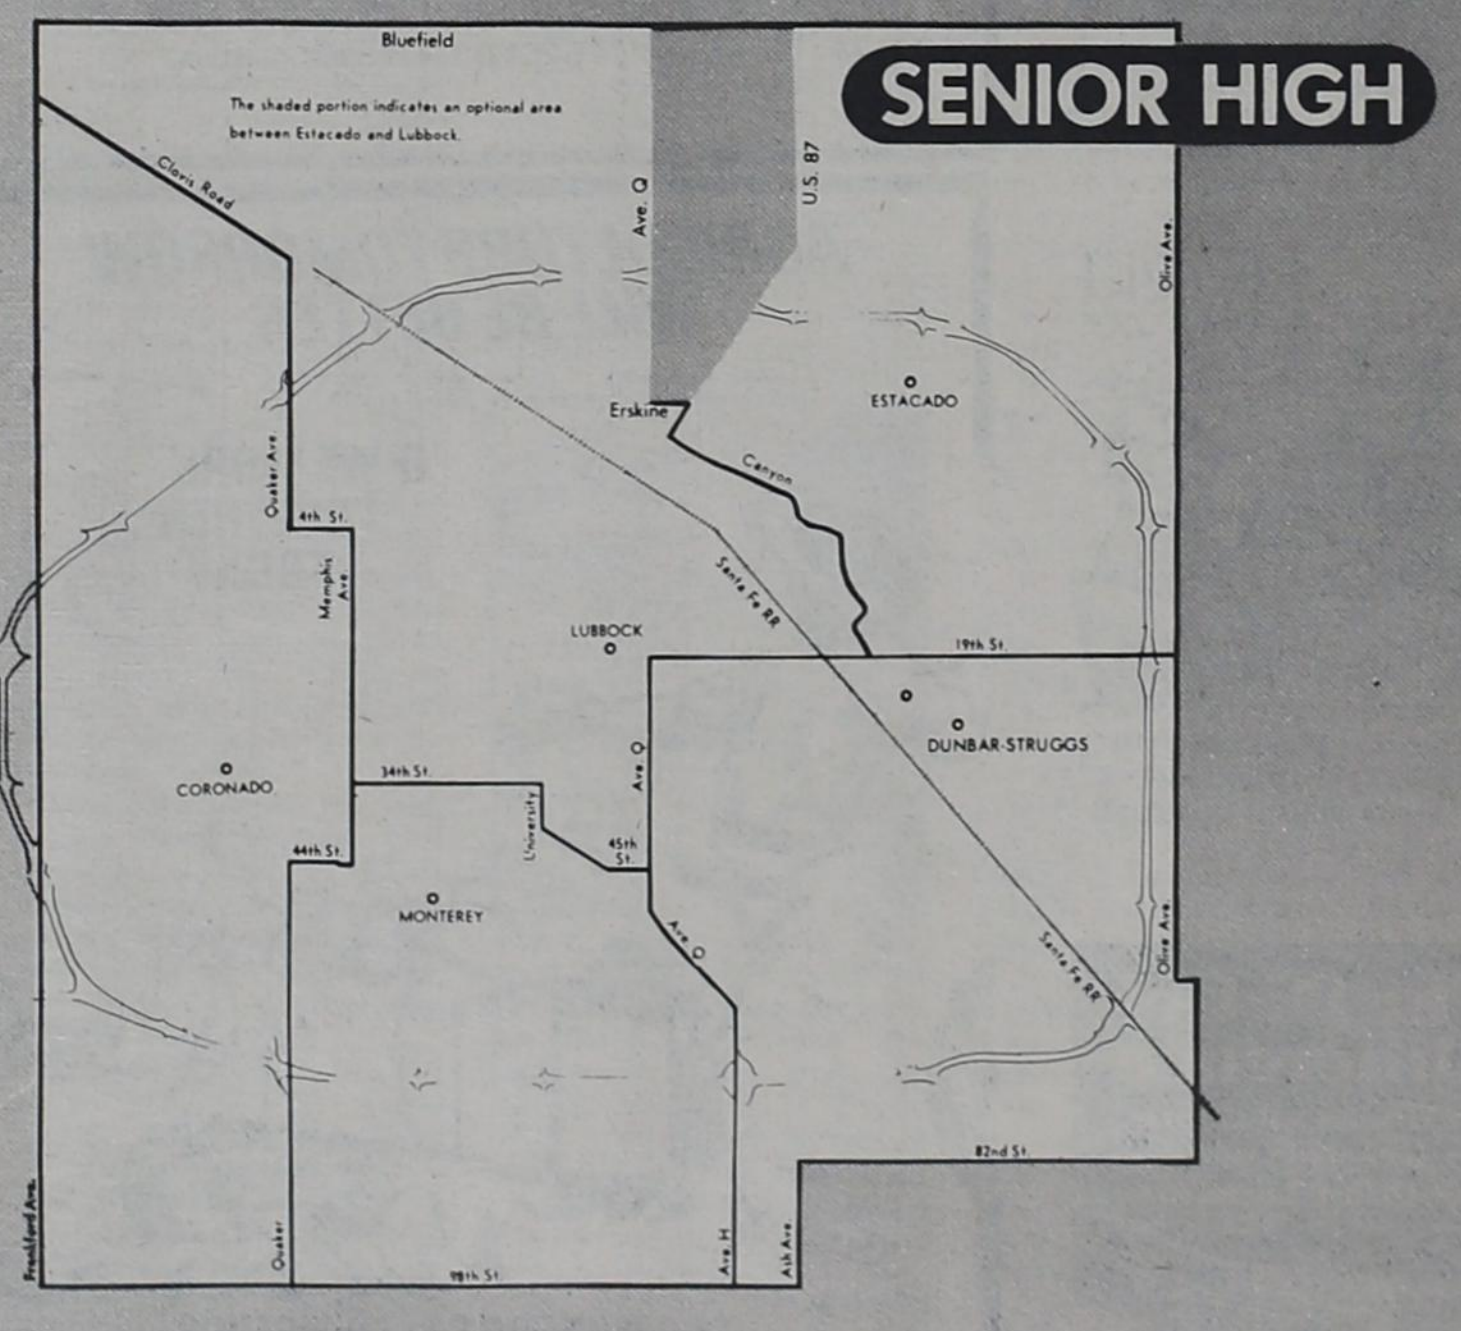 Bluefield
SENIOR HIGH
The shaded portion indicates an optional area
between Estacado and Lubbock.
Clovis Road
Ave. Q
U.S. 87
Olive Ave.
ESTACADO
Erskine
Canyon
Quaker Ave.
4th St.
Memphis
Ave.
Santa Fe RR
LUBBOCK
19th St.
DUNBAR-STRUGGS
Ave. Q
34th St.
CORONADO
University
45th
St.
44th St.
MONTEREY
Ave. Q
Olive Ave.
Santa Fe RR
82nd St.
Frankford Ave.
Quaker
Ave. H
Ash Ave.
98th St.